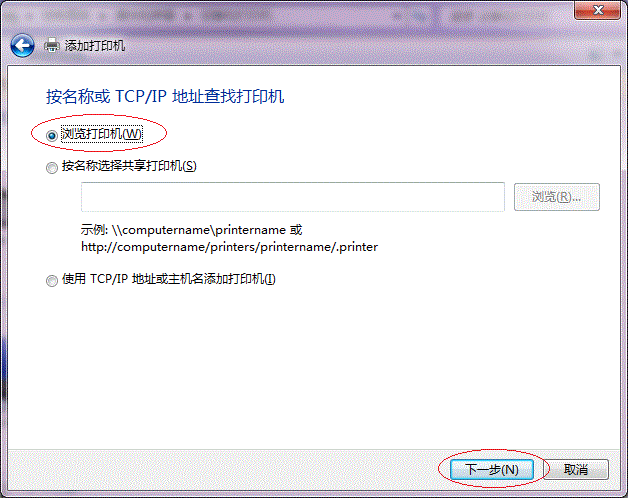 添加打印机
按名称或 TCP/IP 地址查找打印机
浏览打印机(W)
按名称选择共享打印机(S)
浏览(R)...
示例: \\computername\printername 或
http://computername/printers/printername/.printer
使用 TCP/IP 地址或主机名添加打印机(I)
下一步(N)
取消